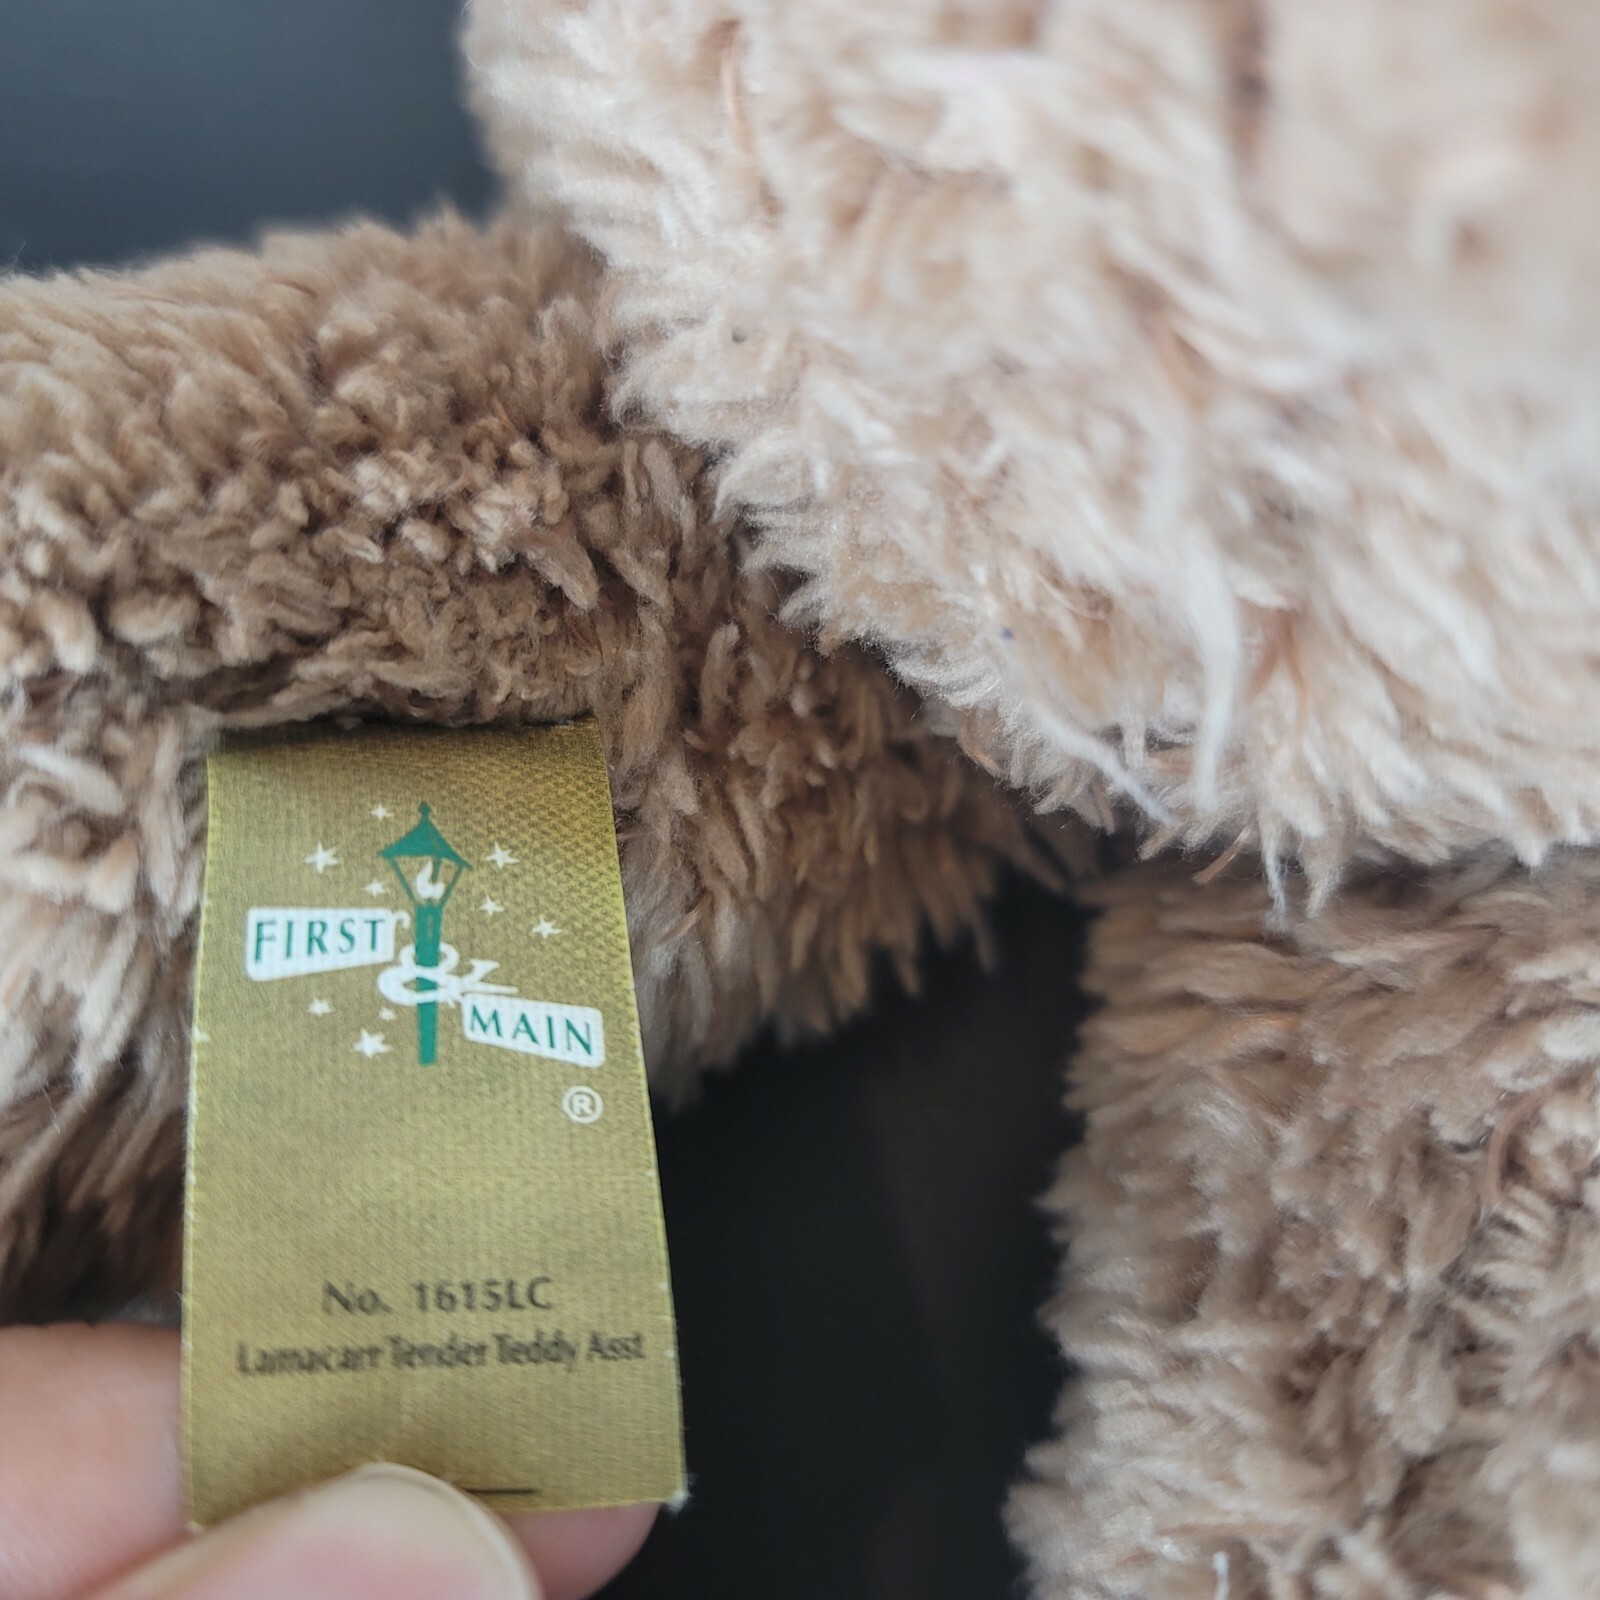 FIRST
&
MAIN
®
No. 1615LC
Lamacarr Tender Teddy Asst